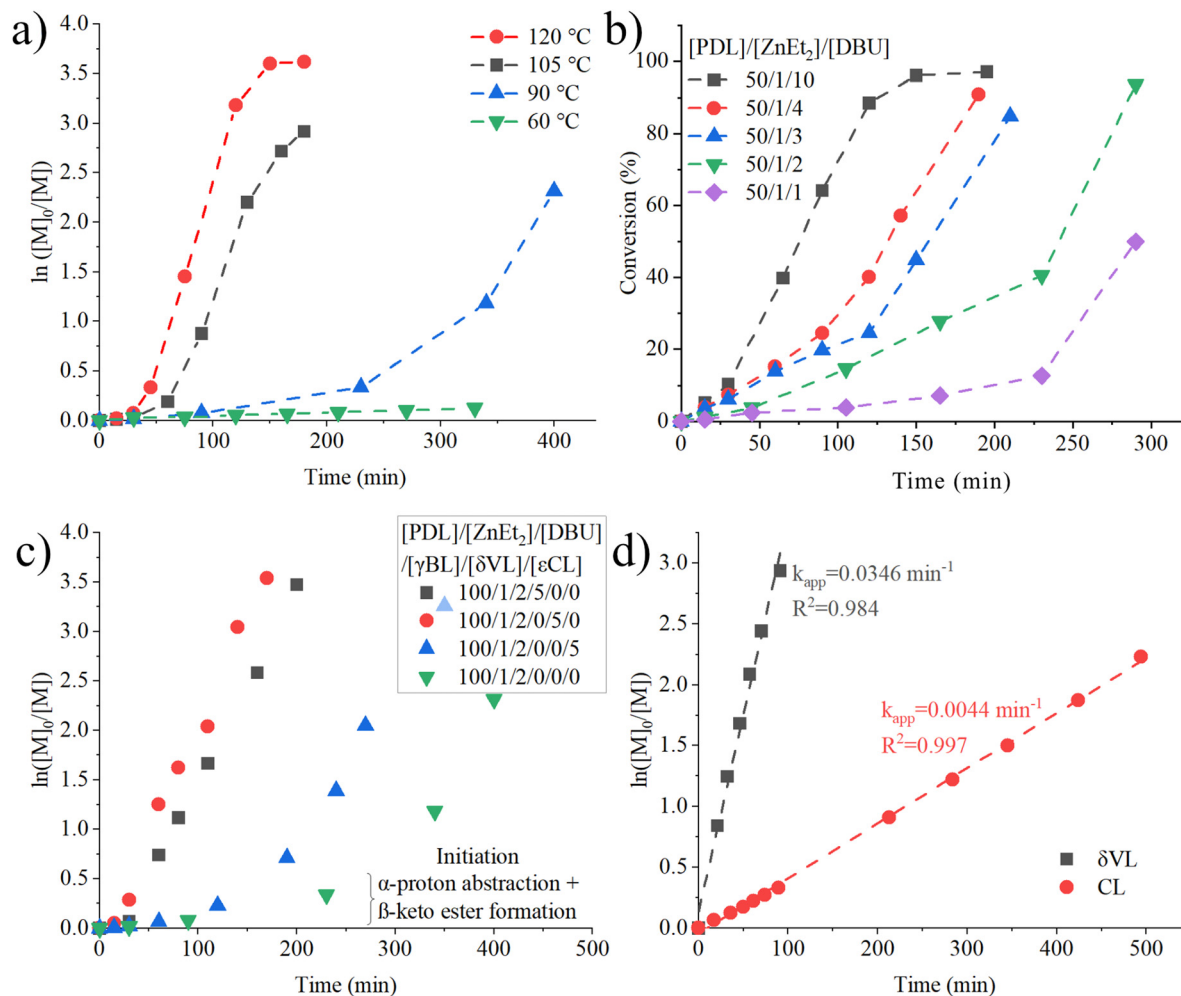 a)
4.0
3.5
3.0
2.5
2.0
1.5
1.0
0.5
0.0
ln ([M]₀/[M])
0
100
200
300
400
Time (min)
120 °C
105 °C
90 °C
60 °C
b)
[PDL]/[ZnEt₂]/[DBU]
50/1/10
50/1/4
50/1/3
50/1/2
50/1/1
100
80
60
40
20
0
Conversion (%)
0
50
100
150
200
250
300
Time (min)
c)
4.0
3.5
3.0
2.5
2.0
1.5
1.0
0.5
0.0
ln([M]₀/[M])
[PDL]/[ZnEt₂]/[DBU]
/[γBL]/[δVL]/[εCL]
100/1/2/5/0/0
100/1/2/0/5/0
100/1/2/0/0/5
100/1/2/0/0/0
Initiation
α-proton abstraction +
ß-keto ester formation
0
100
200
300
400
500
Time (min)
d)
3.0
2.5
2.0
1.5
1.0
0.5
0.0
ln([M]₀/[M])
kapp=0.0346 min⁻¹
R²=0.984
kapp=0.0044 min⁻¹
R²=0.997
δVL
CL
0
100
200
300
400
500
Time (min)